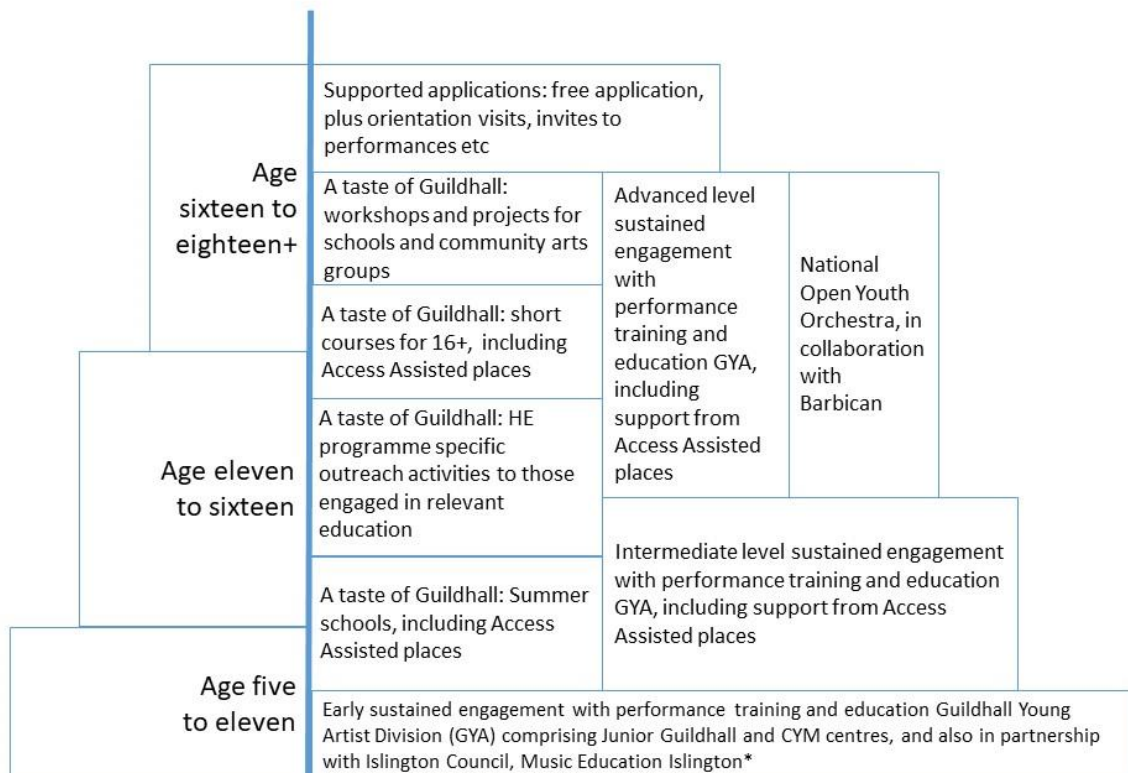 Age
sixteen to
eighteen+
Supported applications: free application,
plus orientation visits, invites to
performances etc
A taste of Guildhall:
workshops and projects for
schools and community arts
groups
Advanced level
sustained
engagement
with
performance
training and
education GYA,
including
support from
Access Assisted
places
National
Open Youth
Orchestra, in
collaboration
with
Barbican
A taste of Guildhall: short
courses for 16+, including
Access Assisted places
Age eleven
to sixteen
A taste of Guildhall: HE
programme specific
outreach activities to those
engaged in relevant
education
Intermediate level sustained engagement
with performance training and education
GYA, including support from Access
Assisted places
A taste of Guildhall: Summer
schools, including Access
Assisted places
Age five
to eleven
Early sustained engagement with performance training and education Guildhall Young
Artist Division (GYA) comprising Junior Guildhall and CYM centres, and also in partnership
with Islington Council, Music Education Islington*